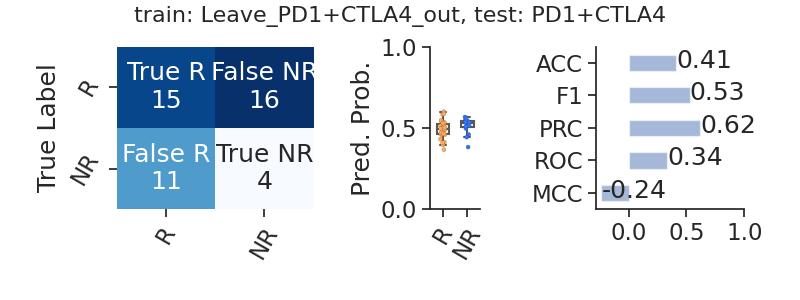 train: Leave_PD1+CTLA4_out, test: PD1+CTLA4
True Label
R
NR
True R
15
False NR
16
False R
11
True NR
4
R
NR
Pred. Prob.
1.0
0.5
0.0
R
NR
ACC
0.41
F1
0.53
PRC
0.62
ROC
0.34
MCC
-0.24
0.0
0.5
1.0